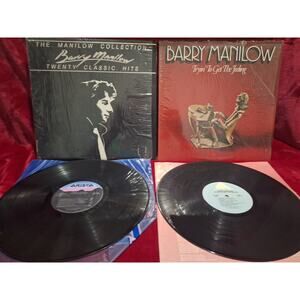 THE MANILOW COLLECTION
Barry Manilow
TWENTY CLASSIC HITS
BARRY MANILOW
Tryin' To Get The Feeling
ARISTA